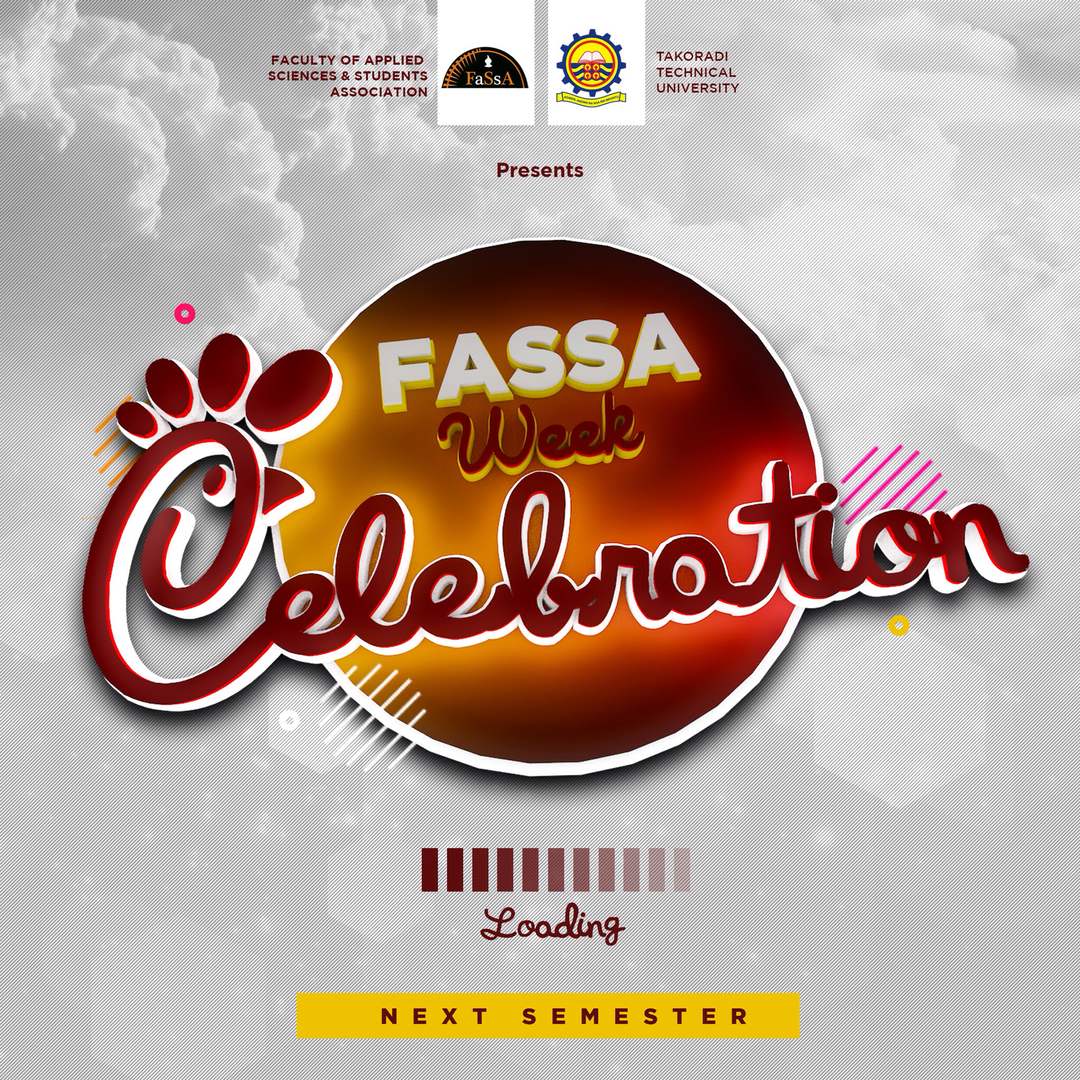 FACULTY OF APPLIED
SCIENCES & STUDENTS
ASSOCIATION
FaSsA
TAKORADI
TECHNICAL
UNIVERSITY
Presents
FASSA
Week
Celebration
Loading
NEXT SEMESTER